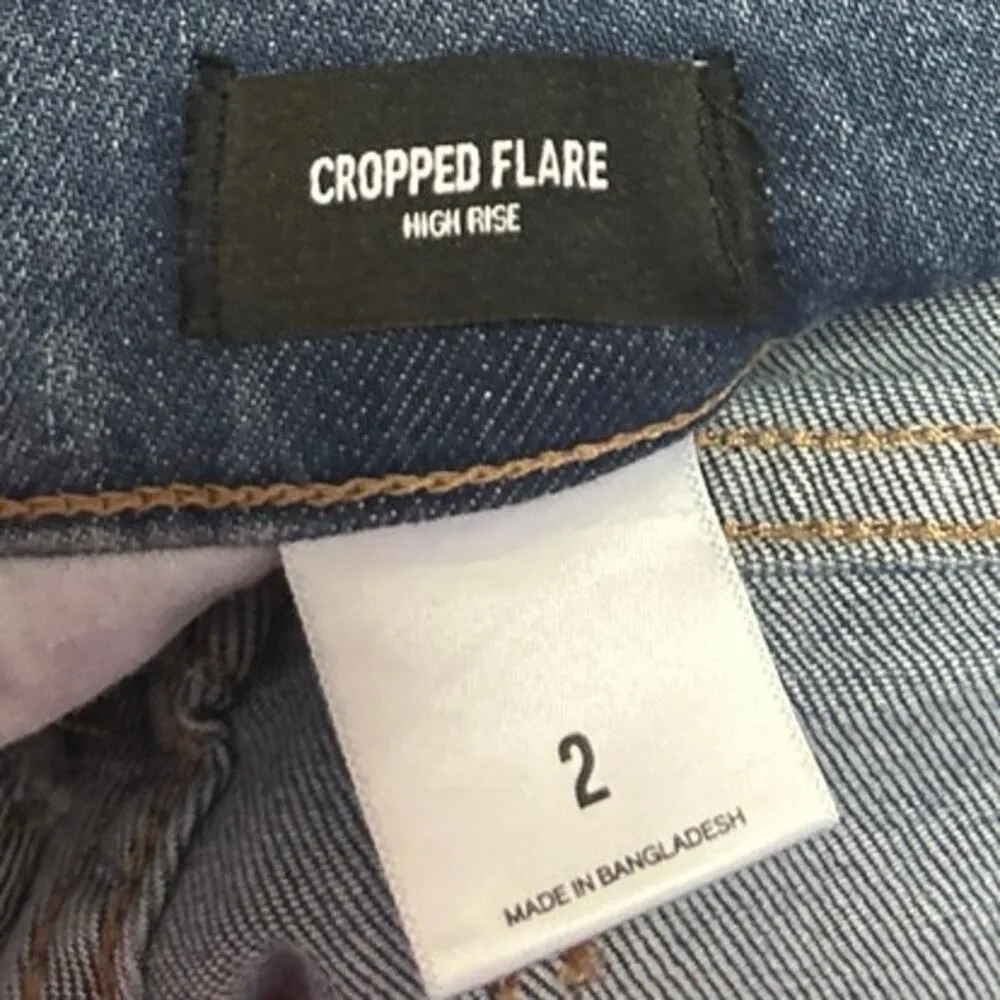 CROPPED FLARE
HIGH RISE
2
MADE IN BANGLADESH